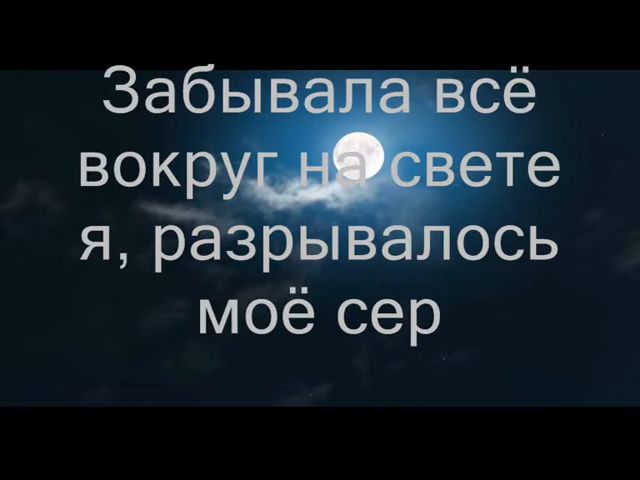 Забывала всё
вокруг на свете
я, разрывалось
моё сер